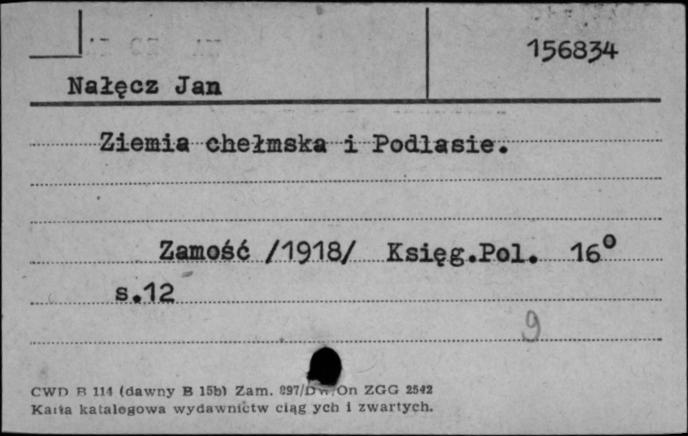 156834
Nałęcz Jan
Ziemia chełmska i Podlasie.
Zamość /1918/ Księg.Pol. 16°
s.12
9
CWD B 114 (dawny B 15b) Zam. 897/DW/On ZGG 2542
Karta katalogowa wydawnictw ciąg ych i zwartych.